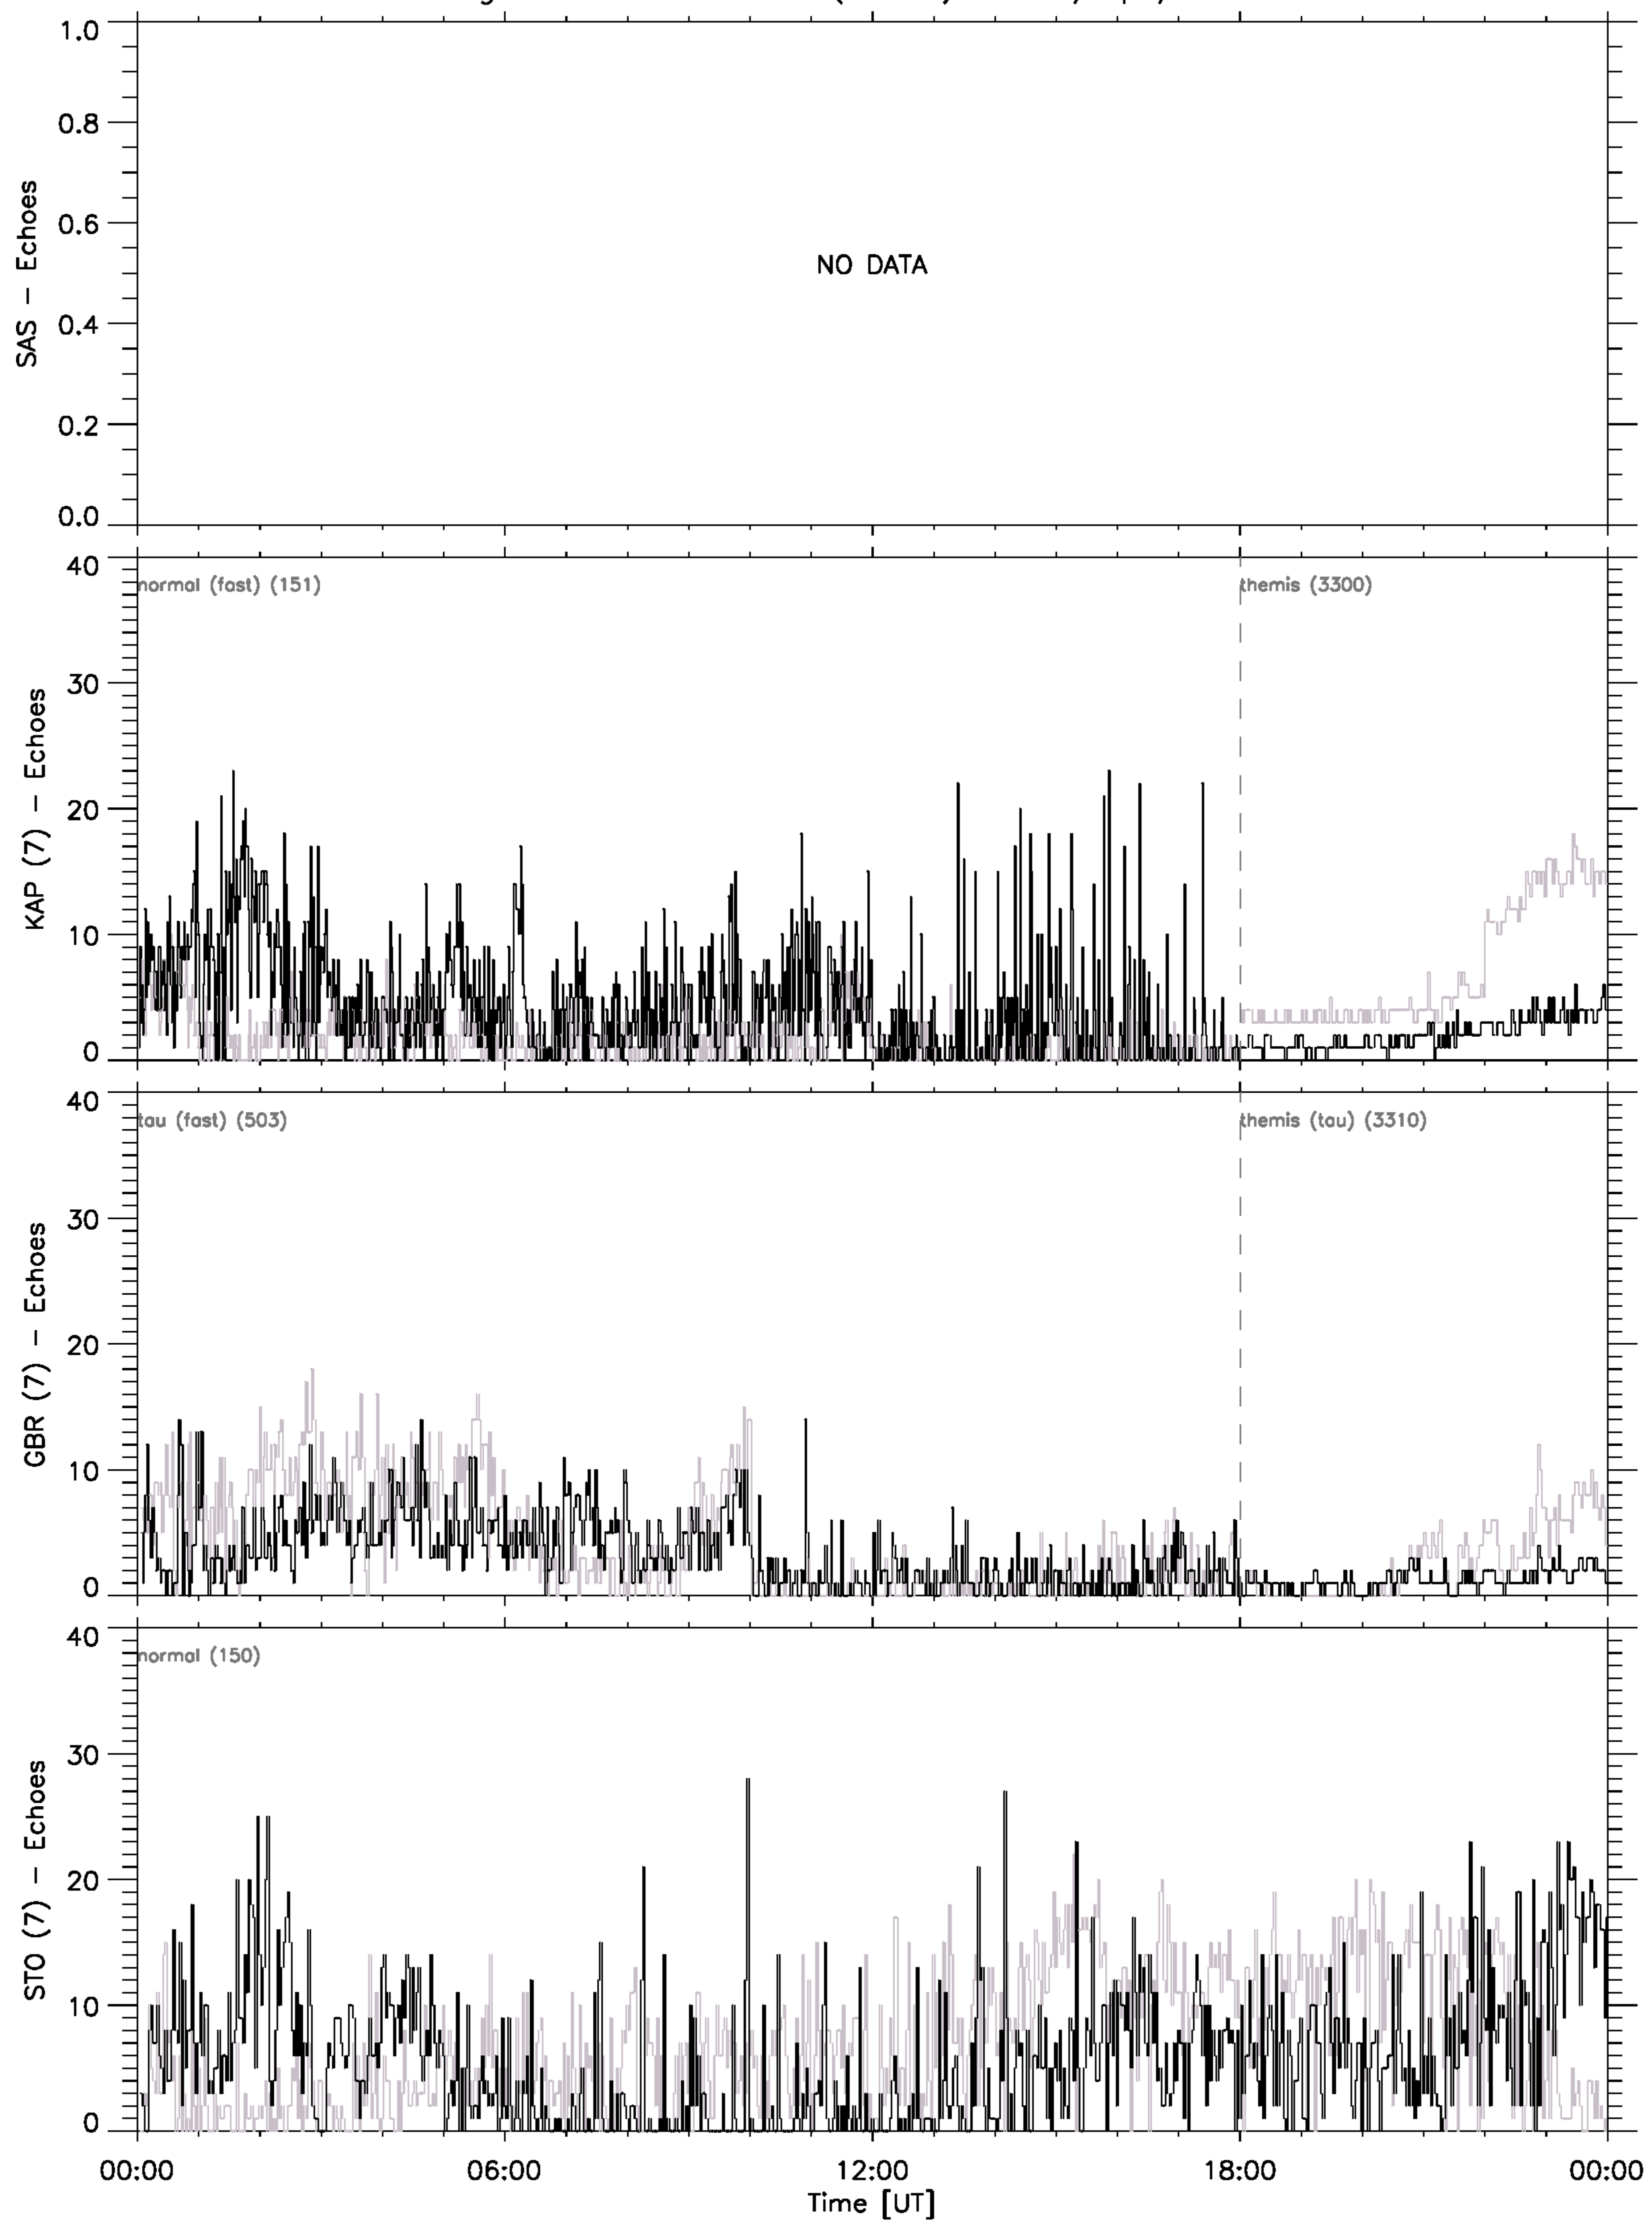 1.0
0.8
0.6
0.4
0.2
0.0
SAS – Echoes
NO DATA
40
30
20
10
0
KAP (7) – Echoes
normal (fast) (151)
themis (3300)
40
30
20
10
0
GBR (7) – Echoes
tau (fast) (503)
themis (tau) (3310)
40
30
20
10
0
STO (7) – Echoes
normal (150)
00:00 06:00 12:00 18:00 00:00
Time [UT]